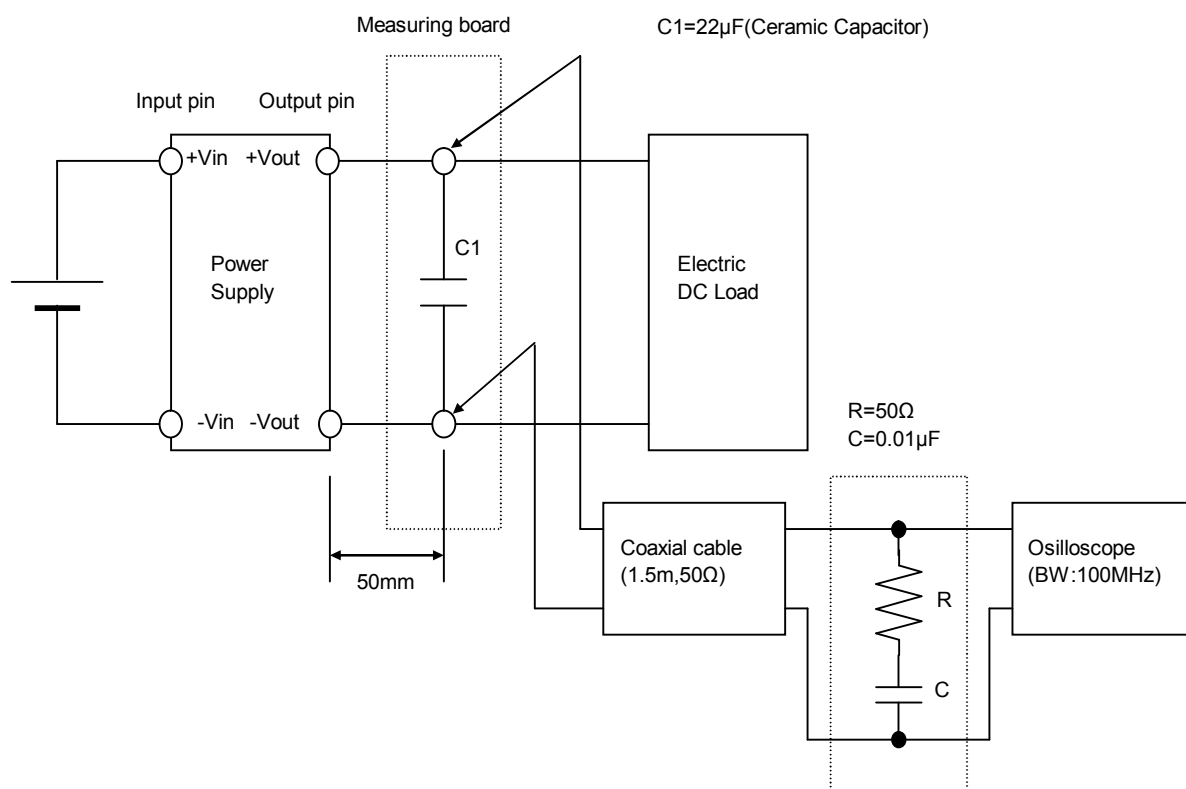 Measuring board
C1=22µF(Ceramic Capacitor)
Input pin
Output pin
+Vin
+Vout
C1
Power
Supply
Electric
DC Load
-Vin
-Vout
R=50Ω
C=0.01µF
50mm
Coaxial cable
(1.5m,50Ω)
R
C
Osilloscope
(BW:100MHz)